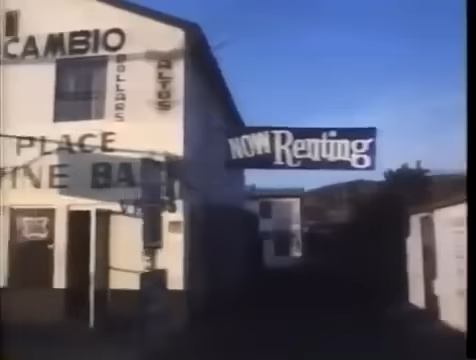 CAMBIO
DOLLARS
ALTOS
PLACE
INE BA
NOW Renting